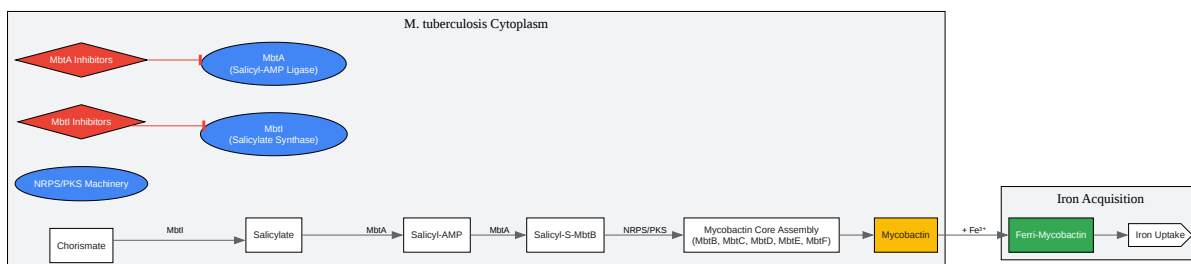 M. tuberculosis Cytoplasm
MbtA Inhibitors
MbtA
(Salicyl-AMP Ligase)
MbtI Inhibitors
MbtI
(Salicylate Synthase)
NRPS/PKS Machinery
Chorismate
MbtI
Salicylate
MbtA
Salicyl-AMP
MbtA
Salicyl-S-MbtB
NRPS/PKS
Mycobactin Core Assembly
(MbtB, MbtC, MbtD, MbtE, MbtF)
Mycobactin
+ Fe³⁺
Iron Acquisition
Ferri-Mycobactin
Iron Uptake